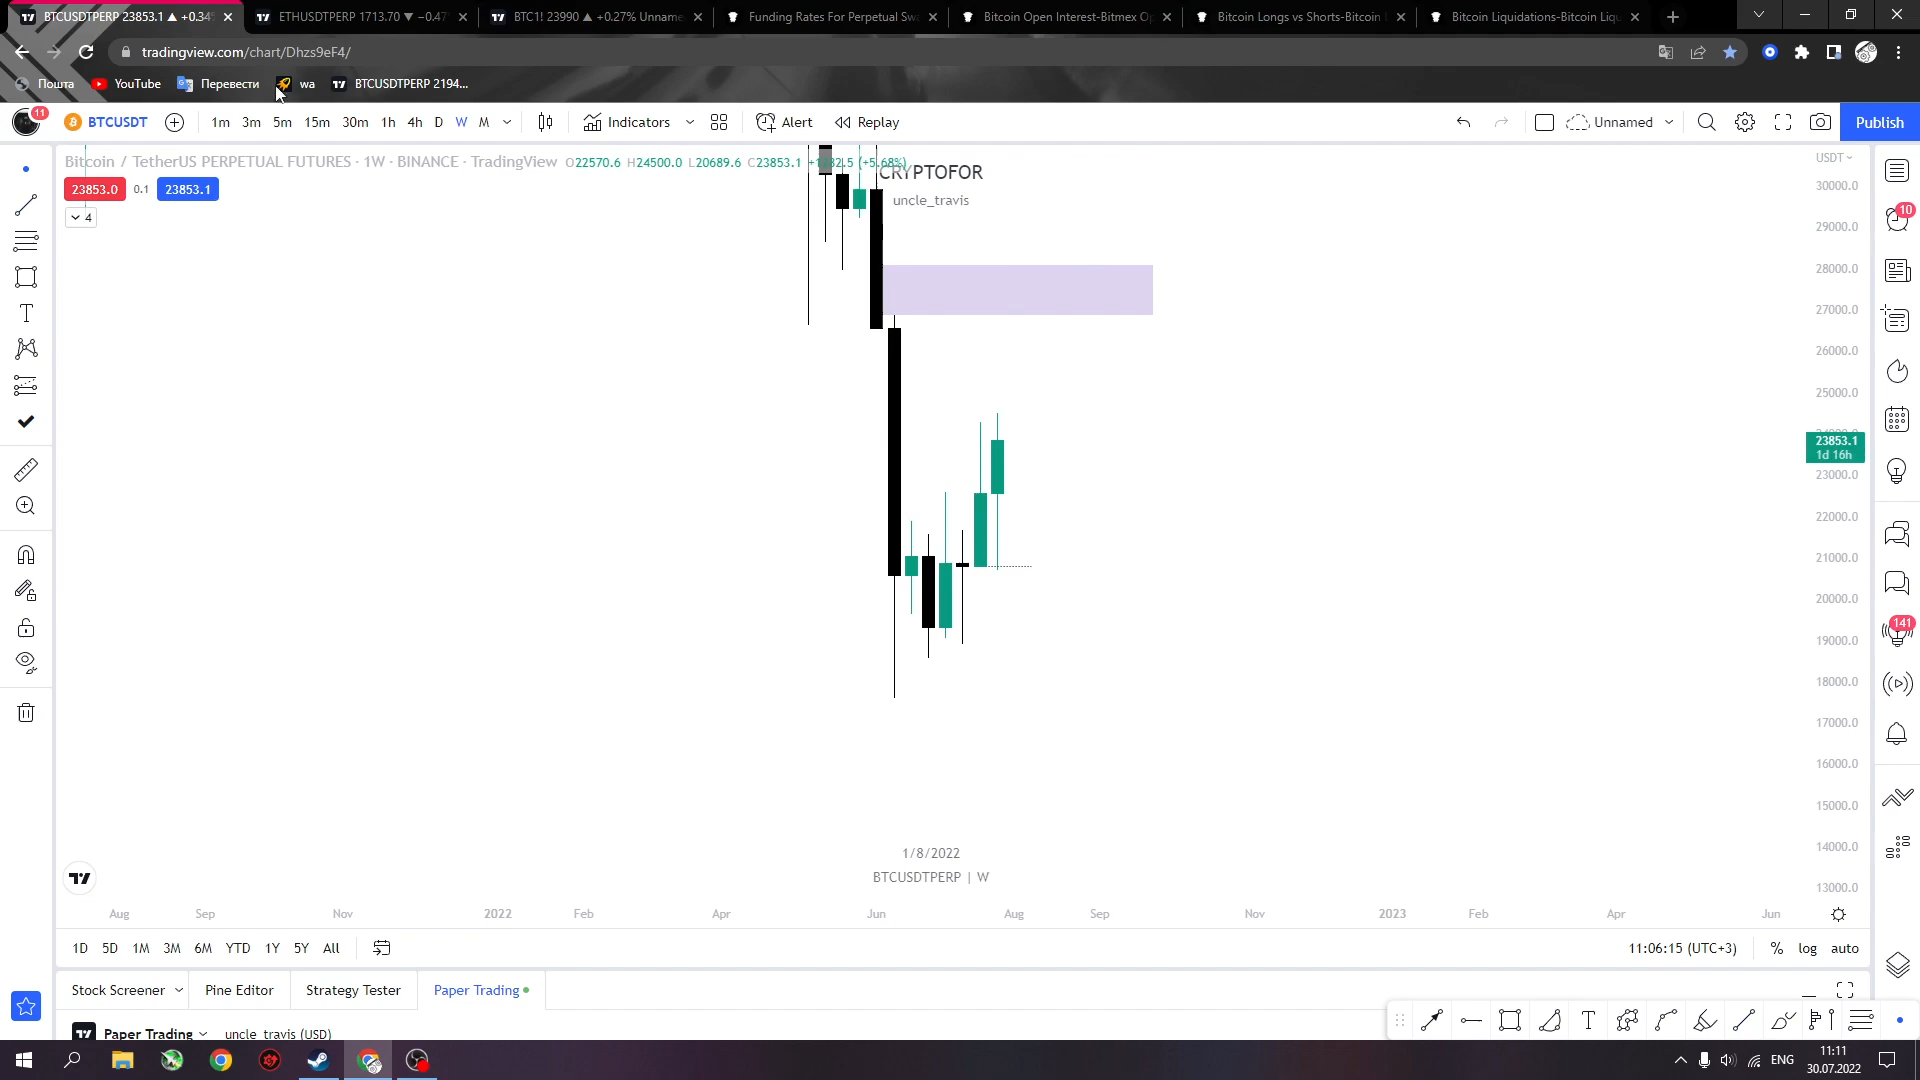 BTCUSDTPERP 23853.1 ▲ +0.34
ETHUSDTPERP 1713.70 ▼ −0.47
BTC1! 23990 ▲ +0.27% Unname
Funding Rates For Perpetual Sw
Bitcoin Open Interest-Bitmex O
Bitcoin Longs vs Shorts-Bitcoin
Bitcoin Liquidations-Bitcoin Liq
tradingview.com/chart/Dhzs9eF4/
Пошта
YouTube
Перевести
wa
BTCUSDTPERP 2194...
11
BTCUSDT
1m 3m 5m 15m 30m 1h 4h D W M
Indicators
Alert
Replay
Unnamed
Publish
Bitcoin / TetherUS PERPETUAL FUTURES · 1W · BINANCE · TradingView
O22570.6 H24500.0 L20689.6 C23853.1 (+5.68%)
23853.0
0.1
23853.1
4
CRYPTOFOR
uncle_travis
USDT
30000.0
29000.0
28000.0
27000.0
26000.0
25000.0
23853.1
1d 16h
23000.0
22000.0
21000.0
20000.0
19000.0
18000.0
17000.0
16000.0
15000.0
14000.0
13000.0
10
141
1/8/2022
BTCUSDTPERP | W
Aug Sep Nov 2022 Feb Apr Jun Aug Sep Nov 2023 Feb Apr Jun
1D 5D 1M 3M 6M YTD 1Y 5Y All
11:06:15 (UTC+3)
% log auto
Stock Screener
Pine Editor
Strategy Tester
Paper Trading
Paper Trading
uncle_travis (USD)
T
ENG
11:11
30.07.2022